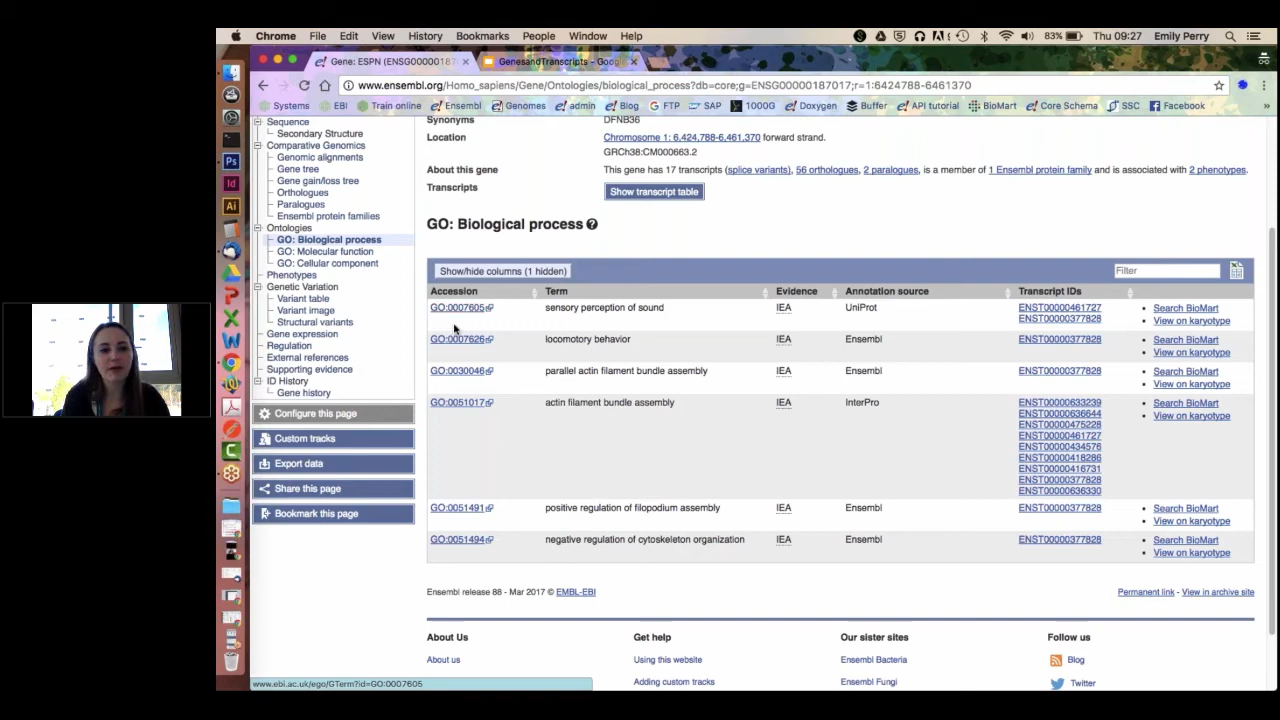 Chrome File Edit View History Bookmarks People Window Help 83% Thu 09:27 Emily Perry
Gene: ESPN (ENSG0000018701 GenesandTranscripts - Google
www.ensembl.org/Homo_sapiens/Gene/Ontologies/biological_process?db=core;g=ENSG00000187017;r=1:6424788-6461370
Systems EBI Train online Ensembl Genomes admin Blog FTP SAP 1000G Doxygen Buffer API tutorial BioMart Core Schema SSC Facebook »
Sequence
Secondary Structure
Comparative Genomics
Genomic alignments
Gene tree
Gene gain/loss tree
Orthologues
Paralogues
Ensembl protein families
Ontologies
GO: Biological process
GO: Molecular function
GO: Cellular component
Phenotypes
Genetic Variation
Variant table
Variant image
Structural variants
Gene expression
Regulation
External references
Supporting evidence
ID History
Gene history
Configure this page
Custom tracks
Export data
Share this page
Bookmark this page
Synonyms DFNB36
Location Chromosome 1: 6,424,788-6,461,370 forward strand.
GRCh38:CM000663.2
About this gene This gene has 17 transcripts (splice variants), 56 orthologues, 2 paralogues, is a member of 1 Ensembl protein family and is associated with 2 phenotypes.
Transcripts Show transcript table
GO: Biological process
Show/hide columns (1 hidden) Filter
Accession Term Evidence Annotation source Transcript IDs
GO:0007605 sensory perception of sound IEA UniProt ENST00000461727 Search BioMart
ENST00000377828 View on karyotype
GO:0007626 locomotory behavior IEA Ensembl ENST00000377828 Search BioMart
View on karyotype
GO:0030046 parallel actin filament bundle assembly IEA Ensembl ENST00000377828 Search BioMart
View on karyotype
GO:0051017 actin filament bundle assembly IEA InterPro ENST00000633239 Search BioMart
ENST00000636644 View on karyotype
ENST00000475228
ENST00000461727
ENST00000434576
ENST00000418286
ENST00000416731
ENST00000377828
ENST00000636330
GO:0051491 positive regulation of filopodium assembly IEA Ensembl ENST00000377828 Search BioMart
View on karyotype
GO:0051494 negative regulation of cytoskeleton organization IEA Ensembl ENST00000377828 Search BioMart
View on karyotype
Ensembl release 88 - Mar 2017 © EMBL-EBI Permanent link - View in archive site
About Us Get help Our sister sites Follow us
About us Using this website Ensembl Bacteria Blog
Adding custom tracks Ensembl Fungi Twitter
www.ebi.ac.uk/ego/GTerm?id=GO:0007605